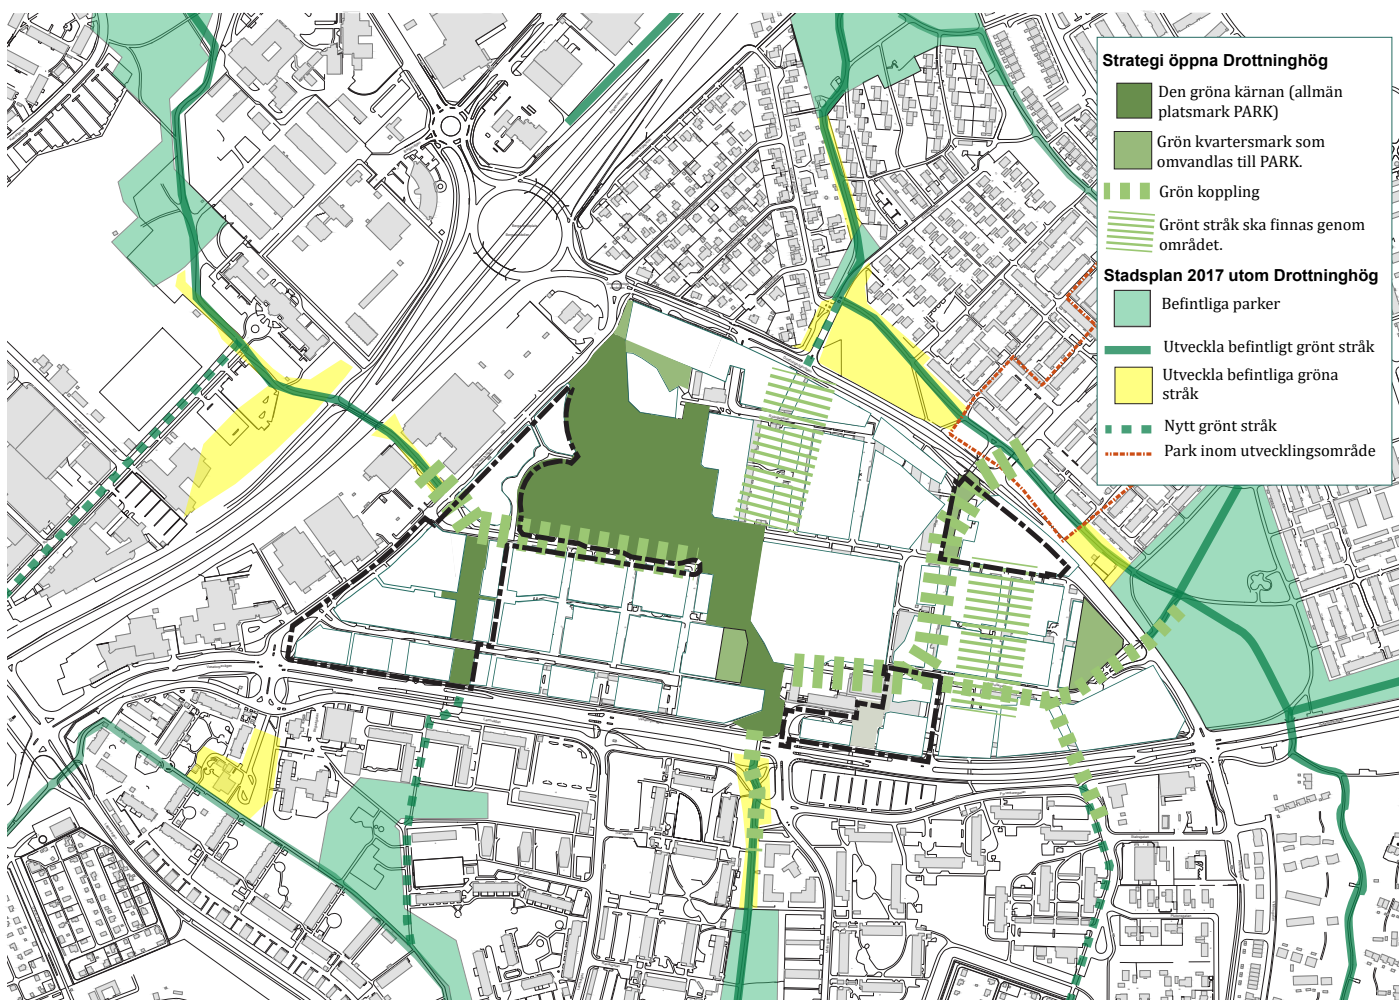 Strategi öppna Drottninghög
Den gröna kärnan (allmän
platsmark PARK)
Grön kvartersmark som
omvandlas till PARK.
Grön koppling
Grönt stråk ska finnas genom
området.
Stadsplan 2017 utom Drottninghög
Befintliga parker
Utveckla befintligt grönt stråk
Utveckla befintliga gröna
stråk
Nytt grönt stråk
Park inom utvecklingsområde